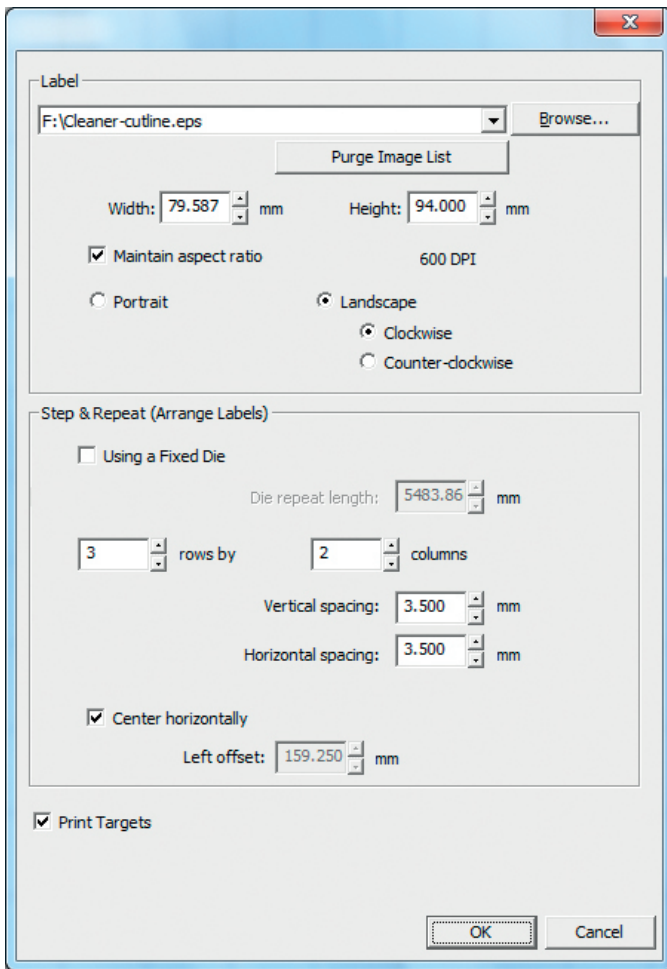 Label
F:\Cleaner-cutline.eps Browse...
Purge Image List
Width: 79.587 mm Height: 94.000 mm
Maintain aspect ratio 600 DPI
Portrait Landscape
Clockwise
Counter-clockwise
Step & Repeat (Arrange Labels)
Using a Fixed Die
Die repeat length: 5483.86 mm
3 rows by 2 columns
Vertical spacing: 3.500 mm
Horizontal spacing: 3.500 mm
Center horizontally
Left offset: 159.250 mm
Print Targets
OK Cancel